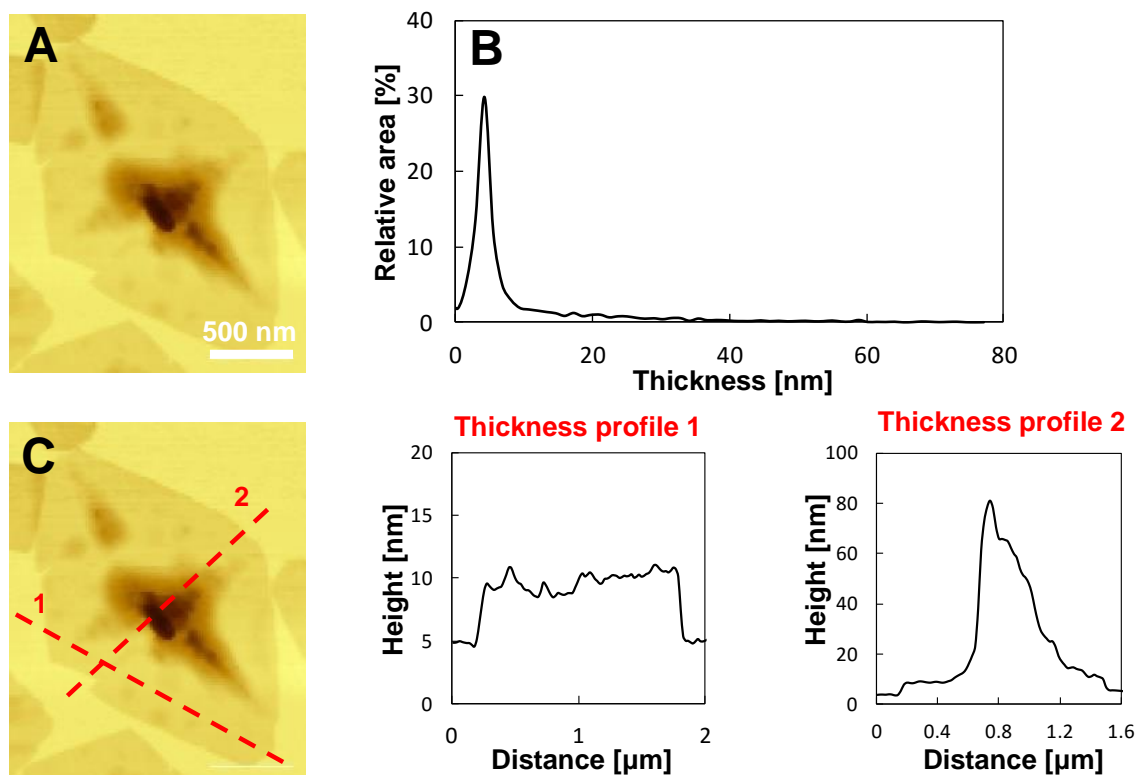 A
500 nm
B
Relative area [%]
40
30
20
10
0
0 20 40 60 80
Thickness [nm]
C
1
2
Thickness profile 1
Height [nm]
20
15
10
5
0
0 1 2
Distance [µm]
Thickness profile 2
Height [nm]
100
80
60
40
20
0
0 0.4 0.8 1.2 1.6
Distance [µm]